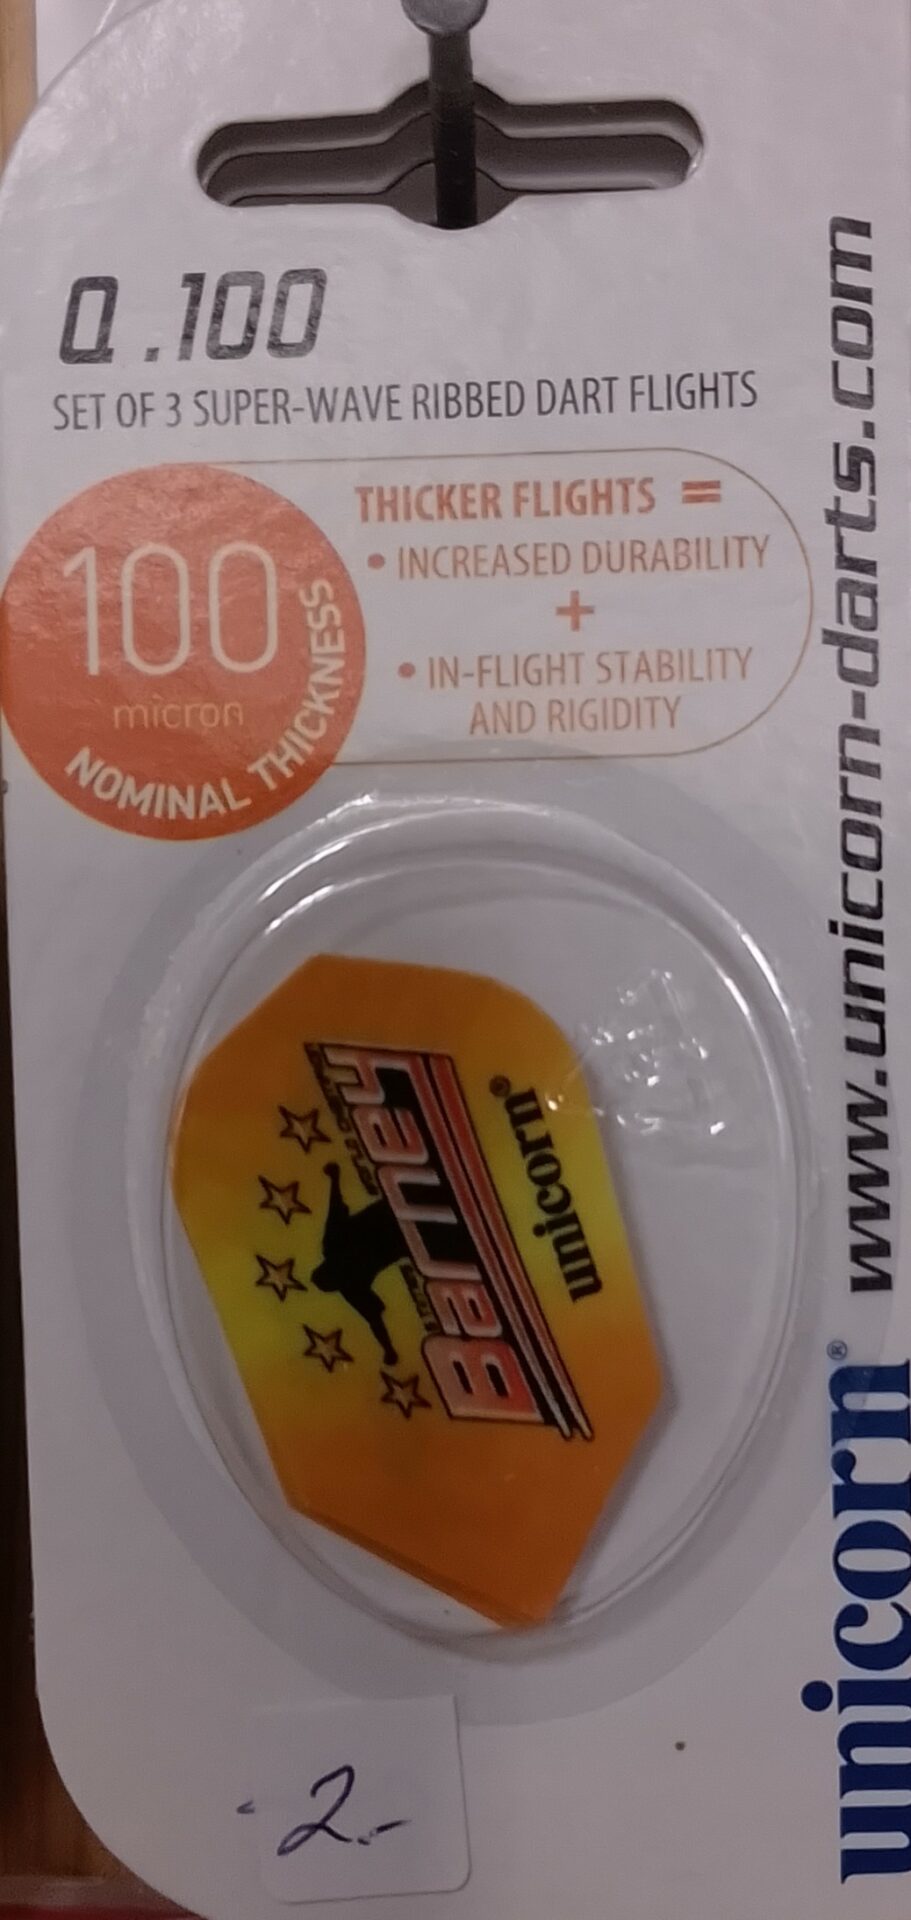 Q.100
SET OF 3 SUPER-WAVE RIBBED DART FLIGHTS
100
micron
NOMINAL THICKNESS
THICKER FLIGHTS =
• INCREASED DURABILITY
+
• IN-FLIGHT STABILITY
AND RIGIDITY
Barney
unicorn®
2.-
unicorn®
www.unicorn-darts.com